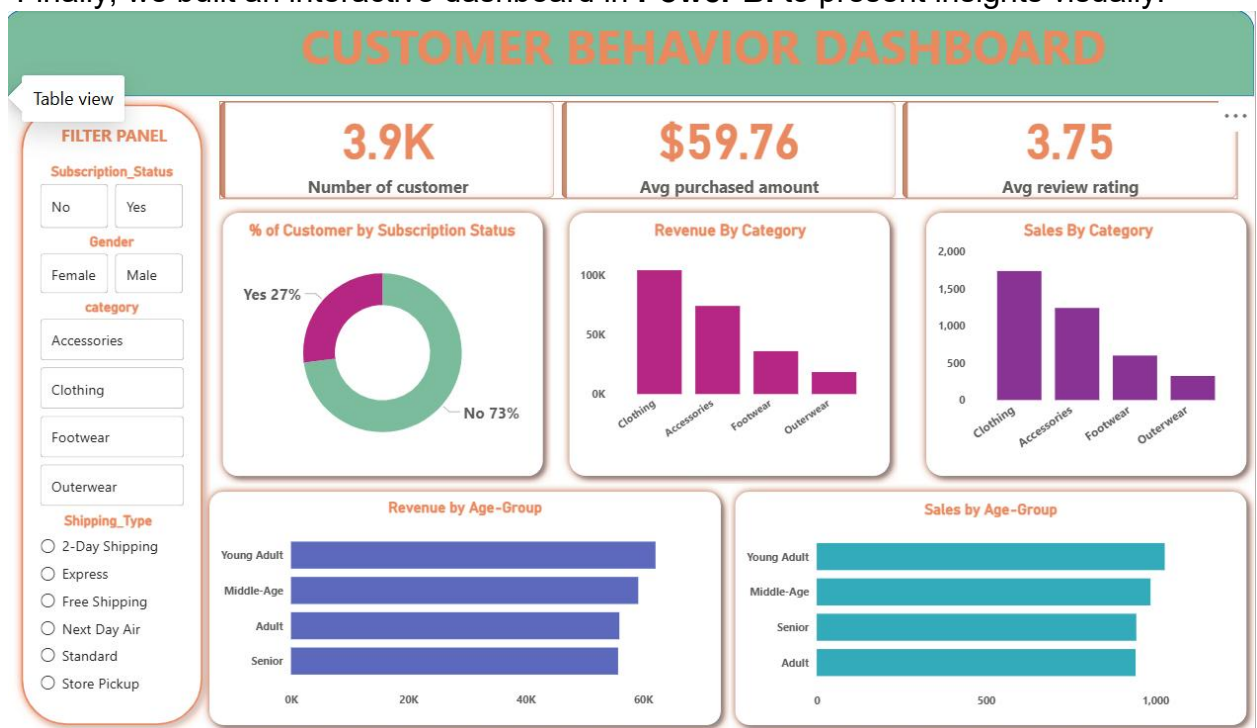 Finally, we built an interactive dashboard in Power BI to present insights visually.
CUSTOMER BEHAVIOR DASHBOARD
Table view
FILTER PANEL
Subscription_Status
No
Yes
Gender
Female
Male
category
Accessories
Clothing
Footwear
Outerwear
Shipping_Type
2-Day Shipping
Express
Free Shipping
Next Day Air
Standard
Store Pickup
3.9K
Number of customer
$59.76
Avg purchased amount
3.75
Avg review rating
...
% of Customer by Subscription Status
Yes 27%
No 73%
Revenue By Category
100K
50K
0K
Clothing
Accessories
Footwear
Outerwear
Sales By Category
2,000
1,500
1,000
500
0
Clothing
Accessories
Footwear
Outerwear
Revenue by Age-Group
Young Adult
Middle-Age
Adult
Senior
0K
20K
40K
60K
Sales by Age-Group
Young Adult
Middle-Age
Senior
Adult
0
500
1,000